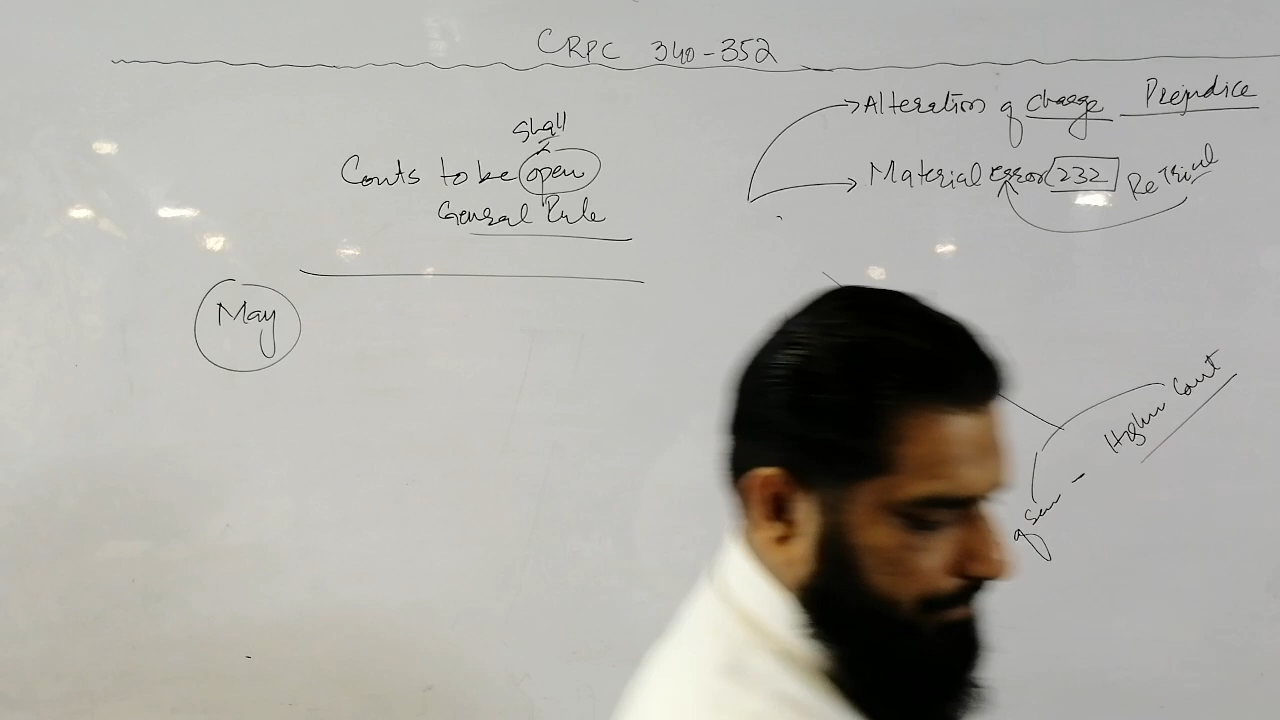 CRPC 340-352
Shall
Courts to be open
General Rule
May
Alteration of Charge Prejudice
Material error 232 ReTrial
Higher Court